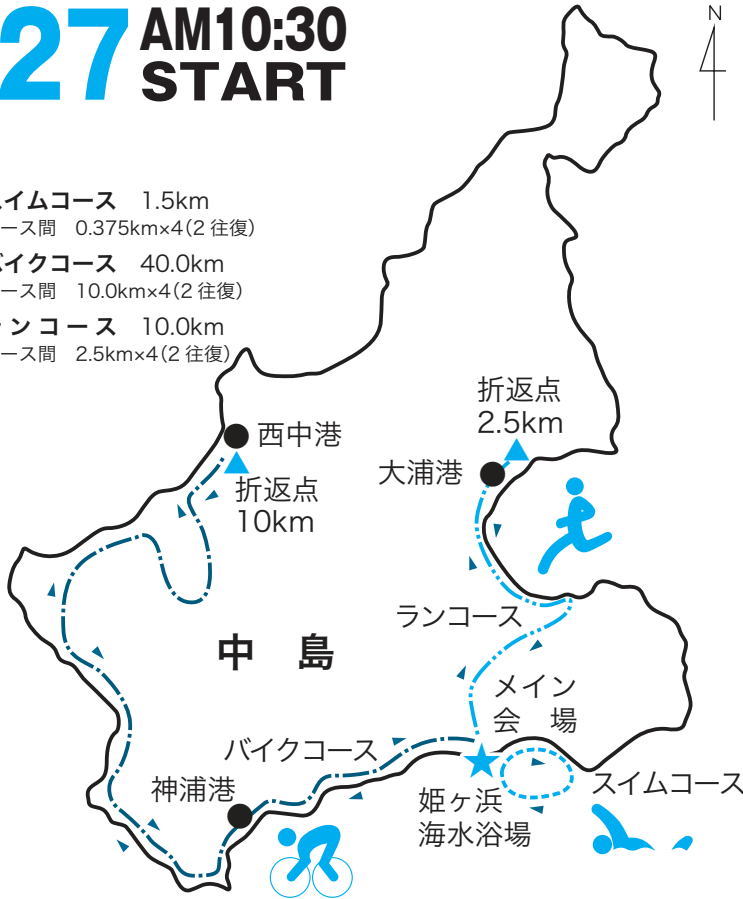 27 AM10:30
START
N
イムコース 1.5km
ース間 0.375km×4(2往復)
バイクコース 40.0km
ース間 10.0km×4(2往復)
ンコース 10.0km
ース間 2.5km×4(2往復)
折返点
2.5km
西中港
大浦港
折返点
10km
ランコース
中島
メイン
会場
バイクコース
神浦港
姫ヶ浜
海水浴場
スイムコース